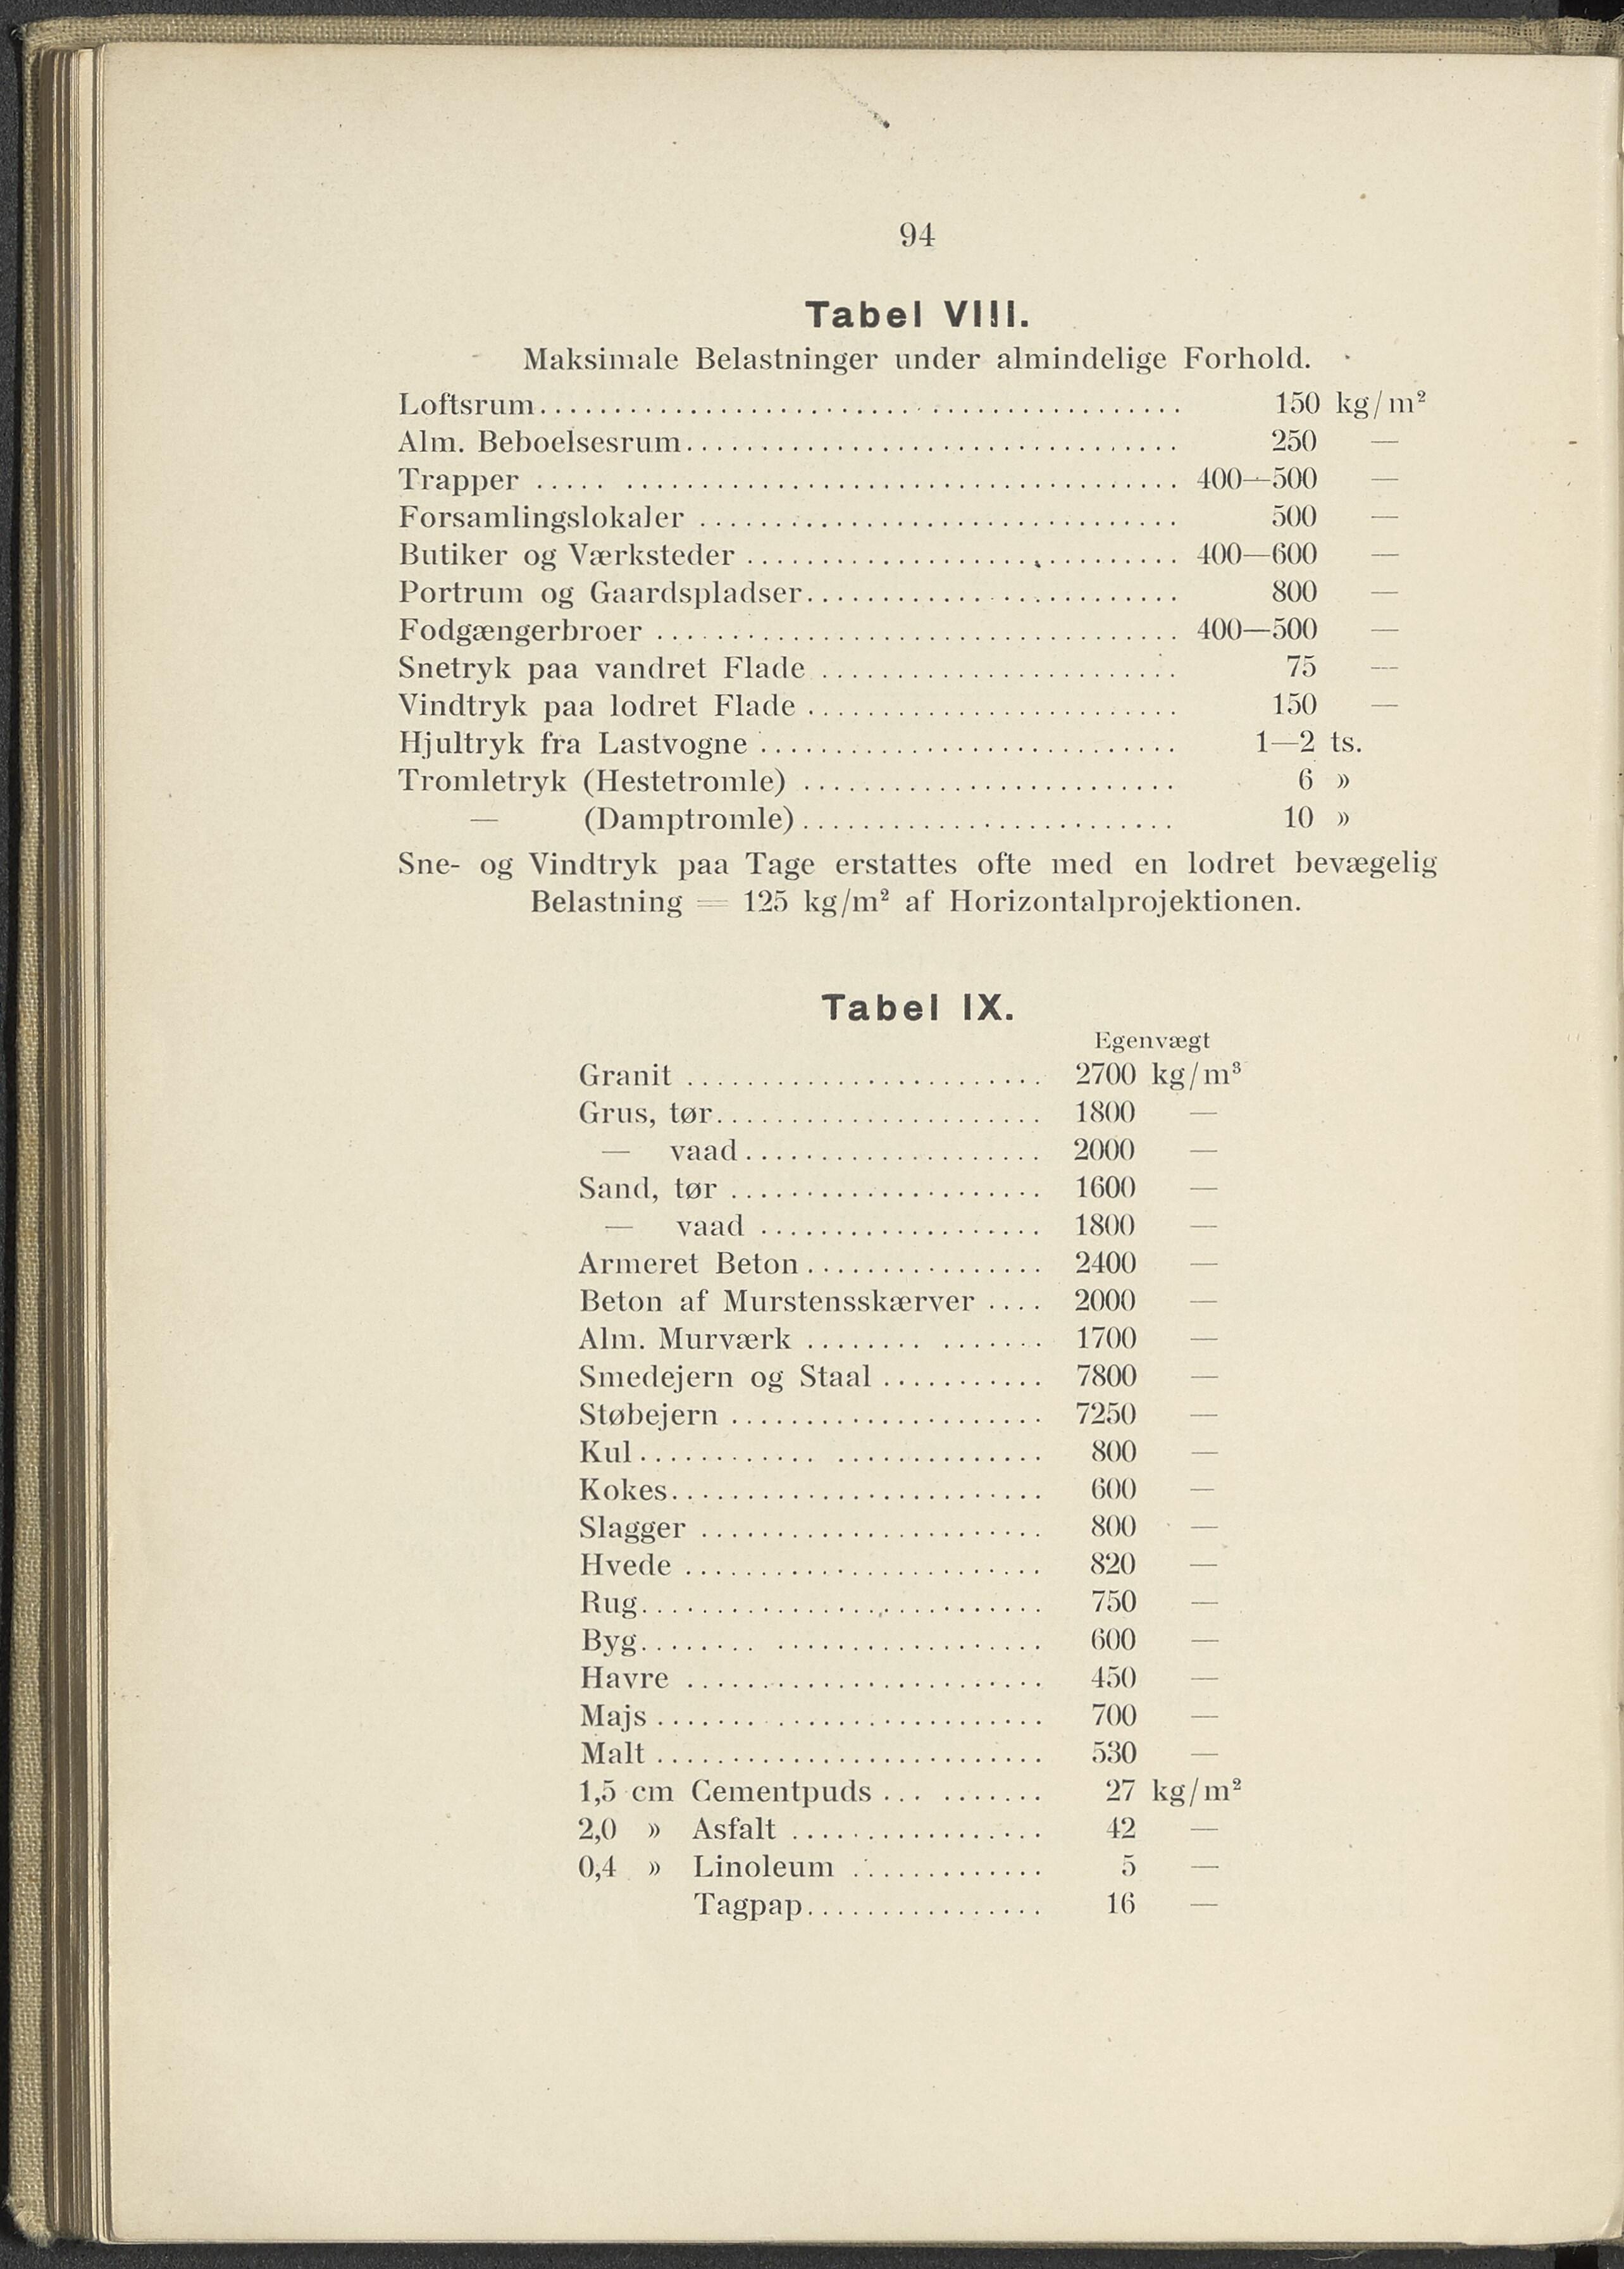 94
Tabel VIII.
Maksimale Belastninger under almindelige Forhold.
Loftsrum........................................... 150 kg/m²
Alm. Beboelsesrum................................. 250 —
Trapper ........................................... 400—500 —
Forsamlingslokaler ................................ 500 —
Butiker og Værksteder ............................. 400—600 —
Portrum og Gaardspladser......................... 800 —
Fodgængerbroer ................................... 400—500 —
Snetryk paa vandret Flade ........................ 75 —
Vindtryk paa lodret Flade ......................... 150 —
Hjultryk fra Lastvogne ............................ 1—2 ts.
Tromletryk (Hestetromle) ......................... 6 »
— (Damptromle)......................... 10 »
Sne- og Vindtryk paa Tage erstattes ofte med en lodret bevægelig
Belastning = 125 kg/m² af Horizontalprojektionen.
Tabel IX.
Egenvægt
Granit ........................ 2700 kg/m³
Grus, tør...................... 1800 —
— vaad.................... 2000 —
Sand, tør ..................... 1600 —
— vaad ................... 1800 —
Armeret Beton................ 2400 —
Beton af Murstensskærver .... 2000 —
Alm. Murværk ............... 1700 —
Smedejern og Staal ........... 7800 —
Støbejern ..................... 7250 —
Kul.......................... 800 —
Kokes......................... 600 —
Slagger ....................... 800 —
Hvede ........................ 820 —
Rug........................... 750 —
Byg.......................... 600 —
Havre ........................ 450 —
Majs ......................... 700 —
Malt .......................... 530 —
1,5 cm Cementpuds .......... 27 kg/m²
2,0 » Asfalt ................. 42 —
0,4 » Linoleum ............. 5 —
Tagpap................ 16 —